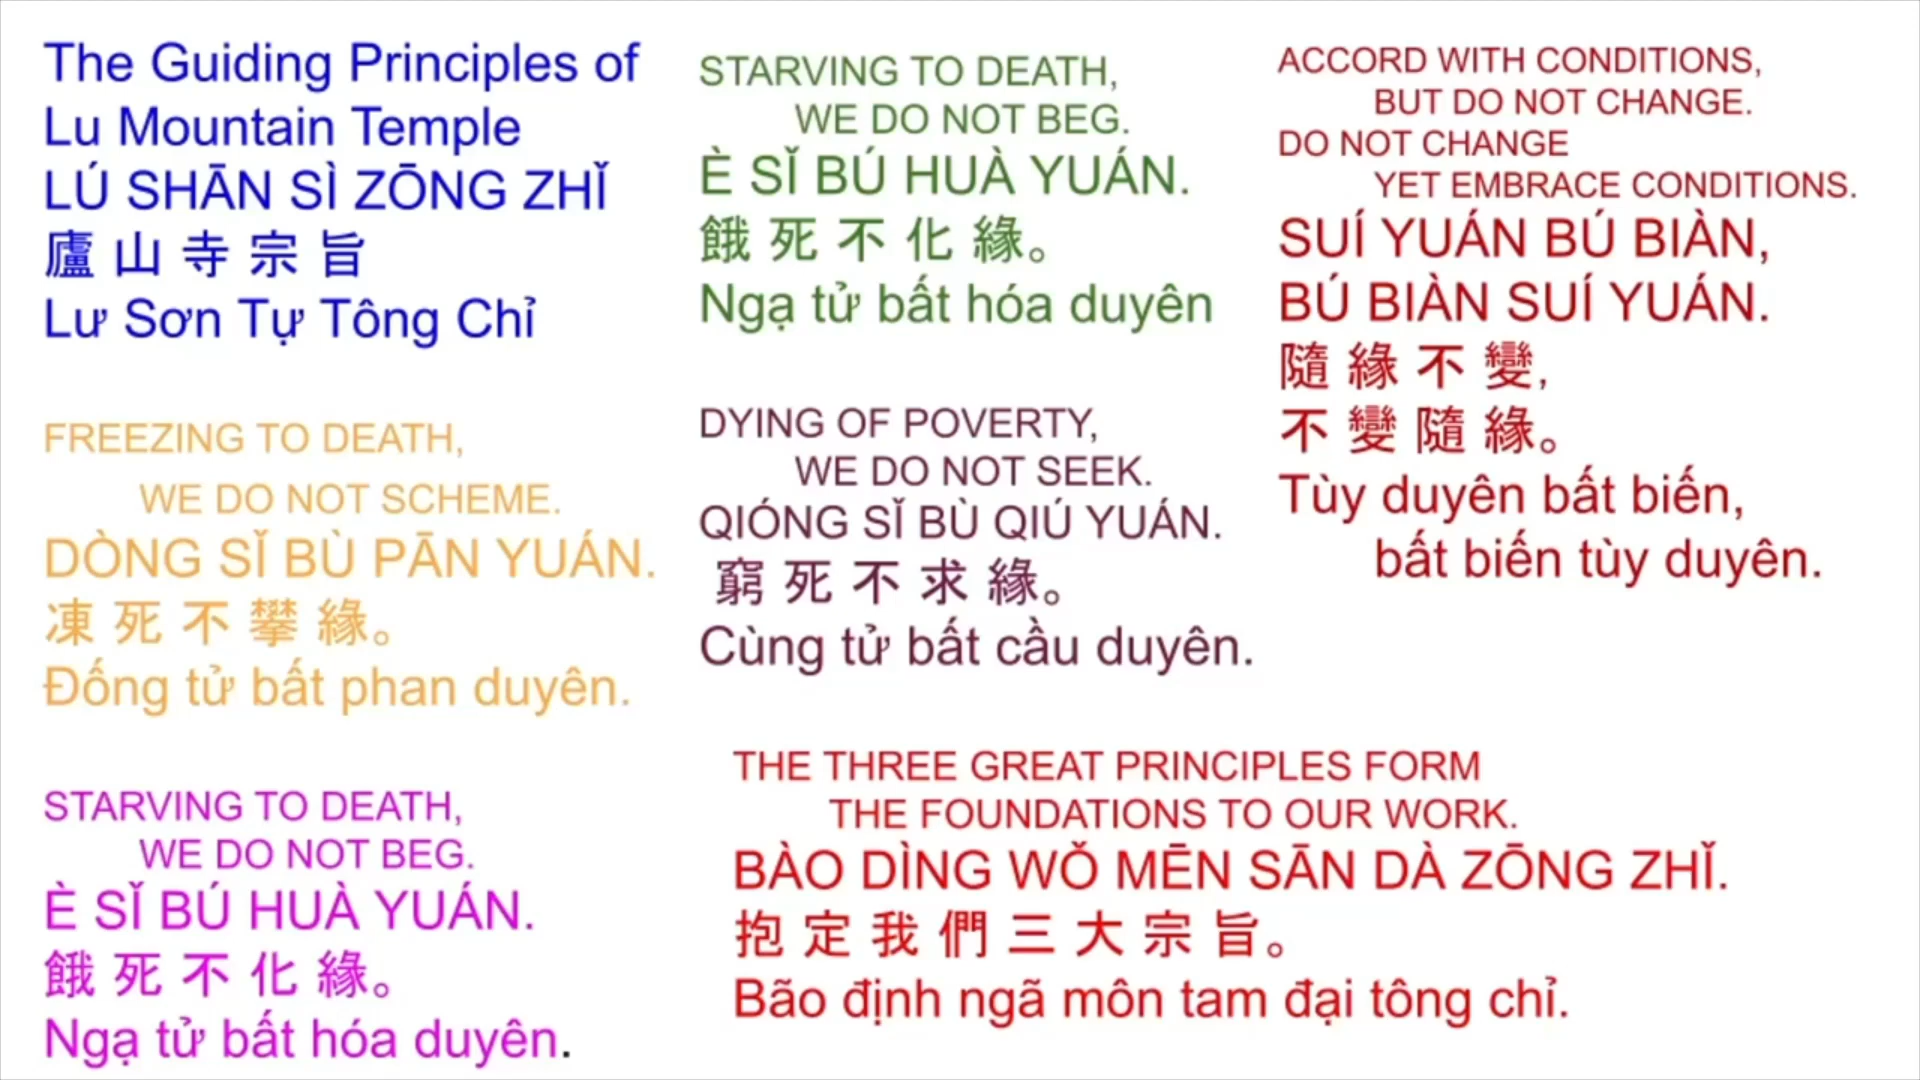 The Guiding Principles of
Lu Mountain Temple
LÚ SHĀN SÌ ZŌNG ZHǏ
廬 山 寺 宗 旨
Lư Sơn Tự Tông Chỉ
FREEZING TO DEATH,
WE DO NOT SCHEME.
DÒNG SǏ BÙ PĀN YUÁN.
凍 死 不 攀 緣。
Đống tử bất phan duyên.
STARVING TO DEATH,
WE DO NOT BEG.
È SǏ BÚ HUÀ YUÁN.
餓 死 不 化 緣。
Ngạ tử bất hóa duyên.
STARVING TO DEATH,
WE DO NOT BEG.
È SǏ BÚ HUÀ YUÁN.
餓 死 不 化 緣。
Ngạ tử bất hóa duyên
DYING OF POVERTY,
WE DO NOT SEEK.
QIÓNG SǏ BÙ QIÚ YUÁN.
窮 死 不 求 緣。
Cùng tử bất cầu duyên.
ACCORD WITH CONDITIONS,
BUT DO NOT CHANGE.
DO NOT CHANGE
YET EMBRACE CONDITIONS.
SUÍ YUÁN BÚ BIÀN,
BÚ BIÀN SUÍ YUÁN.
隨 緣 不 變,
不 變 隨 緣。
Tùy duyên bất biến,
bất biến tùy duyên.
THE THREE GREAT PRINCIPLES FORM
THE FOUNDATIONS TO OUR WORK.
BÀO DÌNG WǑ MĒN SĀN DÀ ZŌNG ZHǏ.
抱 定 我 們 三 大 宗 旨。
Bão định ngã môn tam đại tông chỉ.